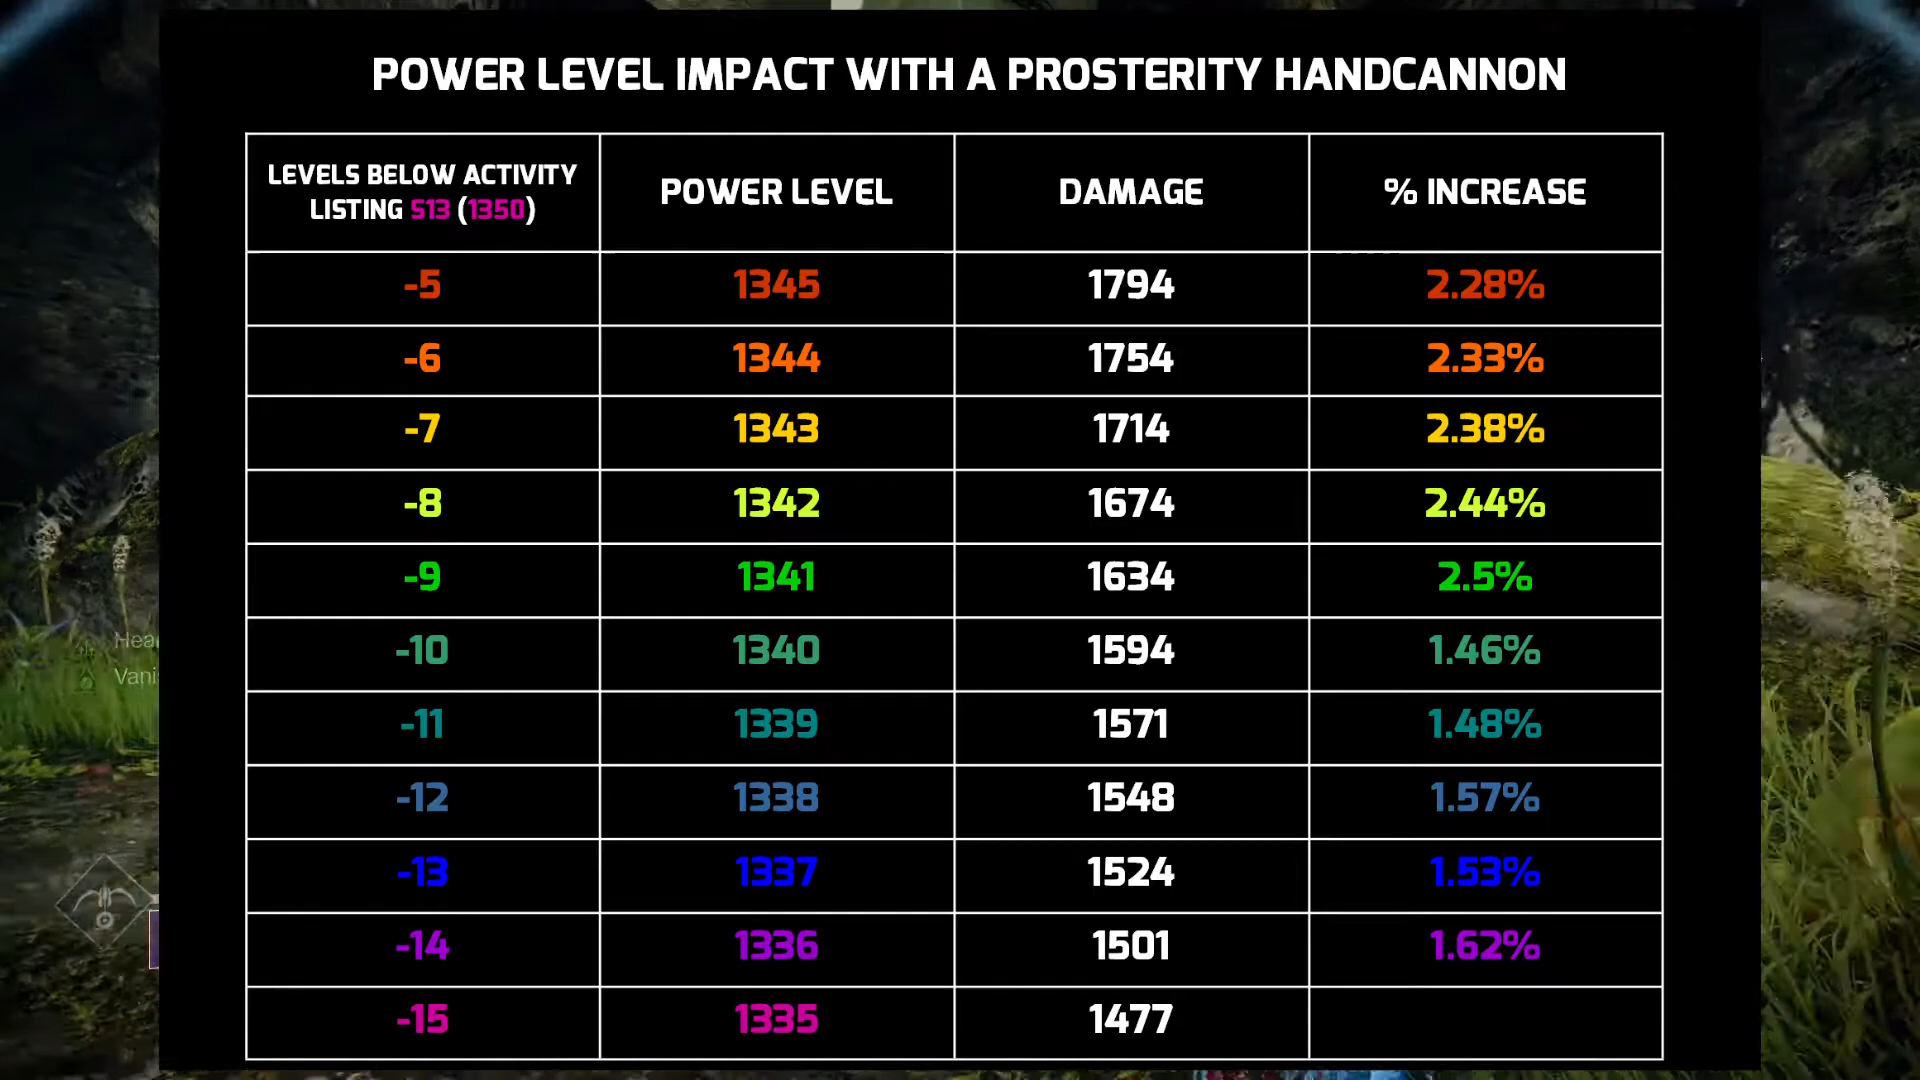 POWER LEVEL IMPACT WITH A PROSTERITY HANDCANNON
LEVELS BELOW ACTIVITY
LISTING S13 (1350)
POWER LEVEL
DAMAGE
% INCREASE
-5 1345 1794 2.28%
-6 1344 1754 2.33%
-7 1343 1714 2.38%
-8 1342 1674 2.44%
-9 1341 1634 2.5%
-10 1340 1594 1.46%
-11 1339 1571 1.48%
-12 1338 1548 1.57%
-13 1337 1524 1.53%
-14 1336 1501 1.62%
-15 1335 1477